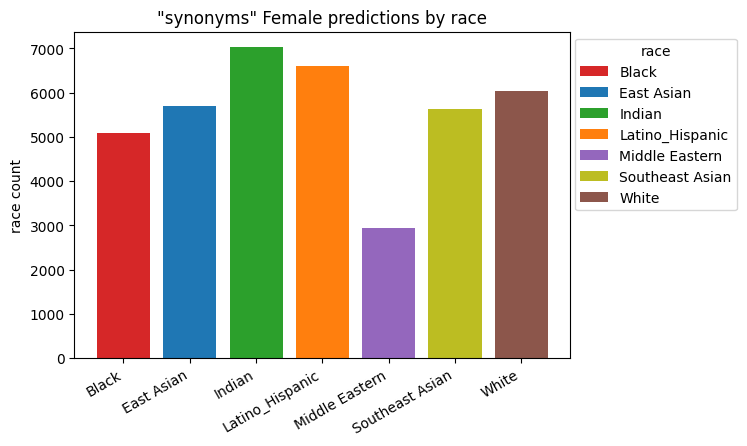 "synonyms" Female predictions by race
race count
7000
6000
5000
4000
3000
2000
1000
0
Black
East Asian
Indian
Latino_Hispanic
Middle Eastern
Southeast Asian
White
race
Black
East Asian
Indian
Latino_Hispanic
Middle Eastern
Southeast Asian
White